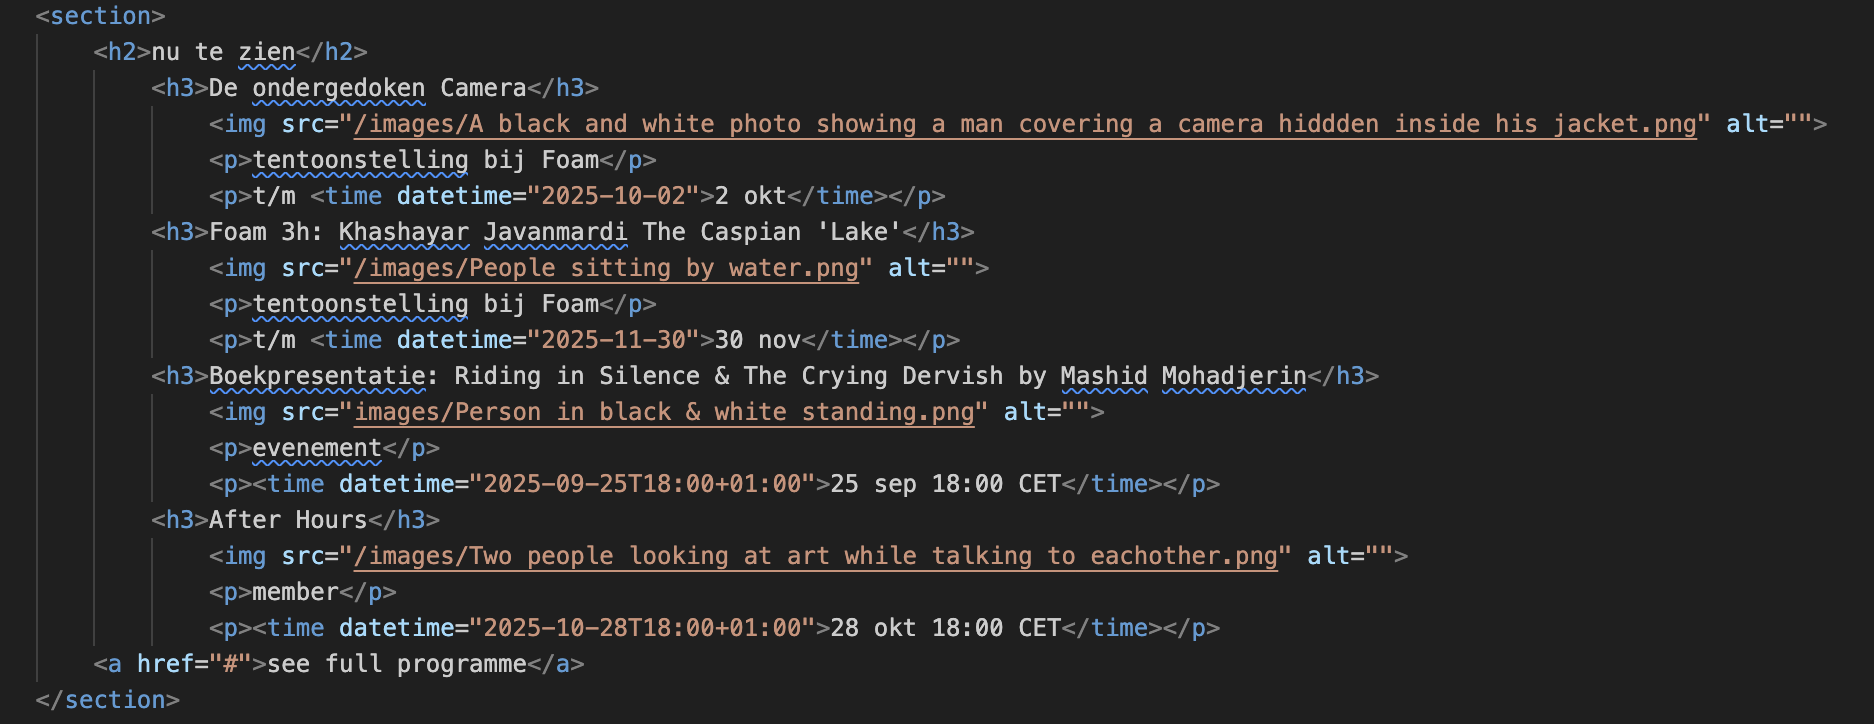 <section>
<h2>nu te zien</h2>
<h3>De ondergedoken Camera</h3>
<img src="/images/A black and white photo showing a man covering a camera hiddden inside his jacket.png" alt="">
<p>tentoonstelling bij Foam</p>
<p>t/m <time datetime="2025-10-02">2 okt</time></p>
<h3>Foam 3h: Khashayar Javanmardi The Caspian 'Lake'</h3>
<img src="/images/People sitting by water.png" alt="">
<p>tentoonstelling bij Foam</p>
<p>t/m <time datetime="2025-11-30">30 nov</time></p>
<h3>Boekpresentatie: Riding in Silence & The Crying Dervish by Mashid Mohadjerin</h3>
<img src="images/Person in black & white standing.png" alt="">
<p>evenement</p>
<p><time datetime="2025-09-25T18:00+01:00">25 sep 18:00 CET</time></p>
<h3>After Hours</h3>
<img src="/images/Two people looking at art while talking to eachother.png" alt="">
<p>member</p>
<p><time datetime="2025-10-28T18:00+01:00">28 okt 18:00 CET</time></p>
<a href="#">see full programme</a>
</section>